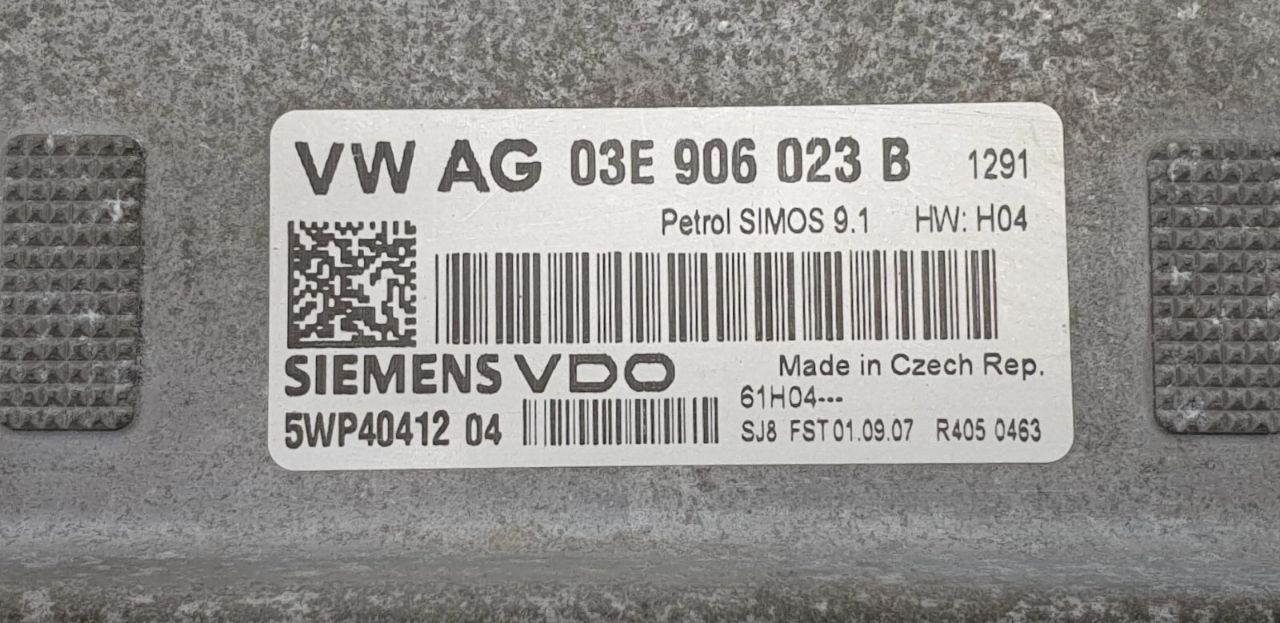 VW AG 03E 906 023 B 1291
Petrol SIMOS 9.1 HW: H04
SIEMENS VDO Made in Czech Rep.
61H04---
5WP40412 04 SJ8 FST 01.09.07 R405 0463